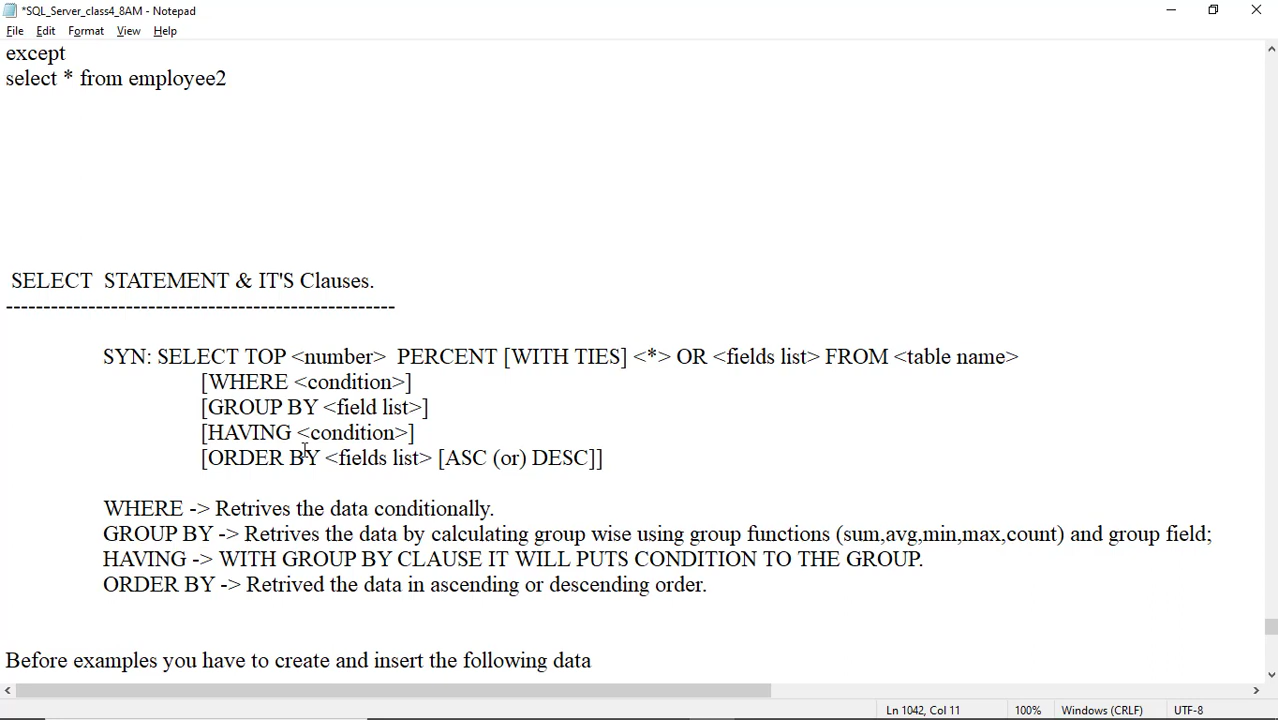 *SQL_Server_class4_8AM - Notepad
File Edit Format View Help
except
select * from employee2
SELECT  STATEMENT & IT'S Clauses.
----------------------------------------------------
SYN: SELECT TOP <number>  PERCENT [WITH TIES] <*> OR <fields list> FROM <table name>
[WHERE <condition>]
[GROUP BY <field list>]
[HAVING <condition>]
[ORDER BY <fields list> [ASC (or) DESC]]
WHERE -> Retrives the data conditionally.
GROUP BY -> Retrives the data by calculating group wise using group functions (sum,avg,min,max,count) and group field;
HAVING -> WITH GROUP BY CLAUSE IT WILL PUTS CONDITION TO THE GROUP.
ORDER BY -> Retrived the data in ascending or descending order.
Before examples you have to create and insert the following data
Ln 1042, Col 11 100% Windows (CRLF) UTF-8